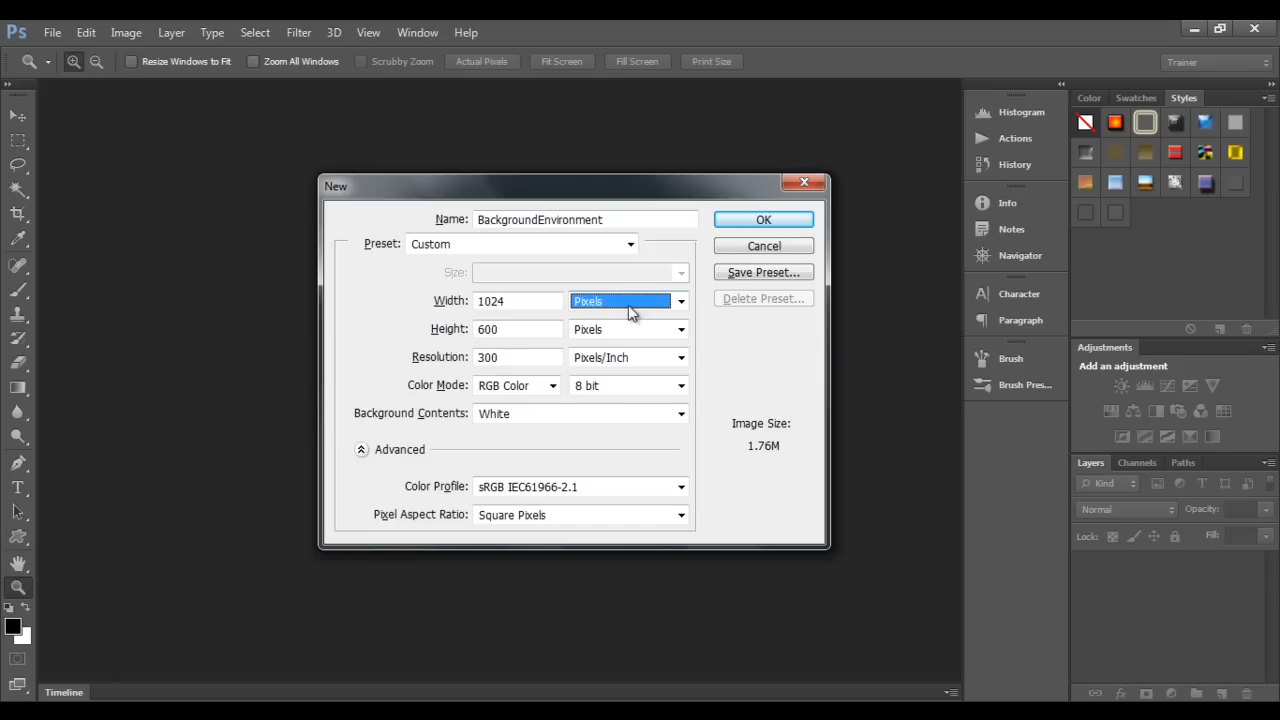 Ps File Edit Image Layer Type Select Filter 3D View Window Help
Resize Windows to Fit Zoom All Windows Scrubby Zoom Actual Pixels Fit Screen Fill Screen Print Size Trainer
New
Name: BackgroundEnvironment OK
Preset: Custom Cancel
Size: Save Preset...
Width: 1024 Pixels Delete Preset...
Height: 600 Pixels
Resolution: 300 Pixels/Inch
Color Mode: RGB Color 8 bit
Background Contents: White
Image Size:
1.76M
Advanced
Color Profile: sRGB IEC61966-2.1
Pixel Aspect Ratio: Square Pixels
Histogram
Actions
History
Info
Notes
Navigator
Character
Paragraph
Brush
Brush Pres...
Color Swatches Styles
Adjustments
Add an adjustment
Layers Channels Paths
Kind
Normal Opacity:
Lock: Fill:
Timeline